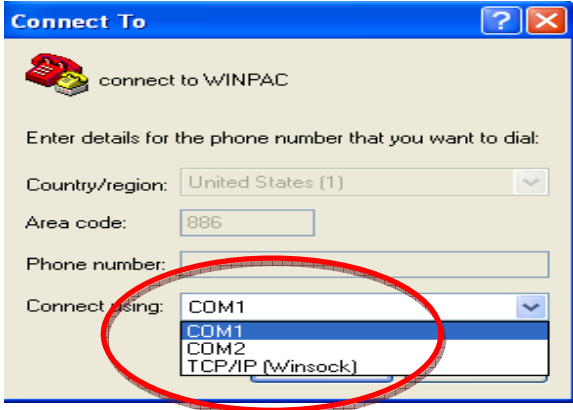 Connect To
connect to WINPAC
Enter details for the phone number that you want to dial:
Country/region: United States (1)
Area code: 886
Phone number:
Connect using: COM1
COM1
COM2
TCP/IP (Winsock)